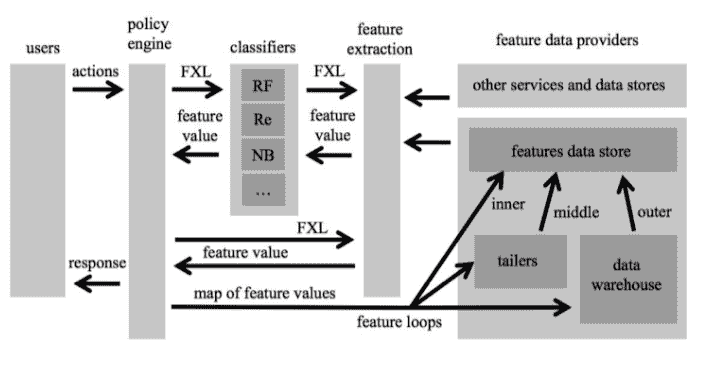 users
policy
engine
classifiers
feature
extraction
feature data providers
actions
FXL
RF
Re
NB
...
FXL
feature
value
feature
value
other services and data stores
features data store
inner
middle
outer
tailers
data
warehouse
FXL
feature value
response
map of feature values
feature loops